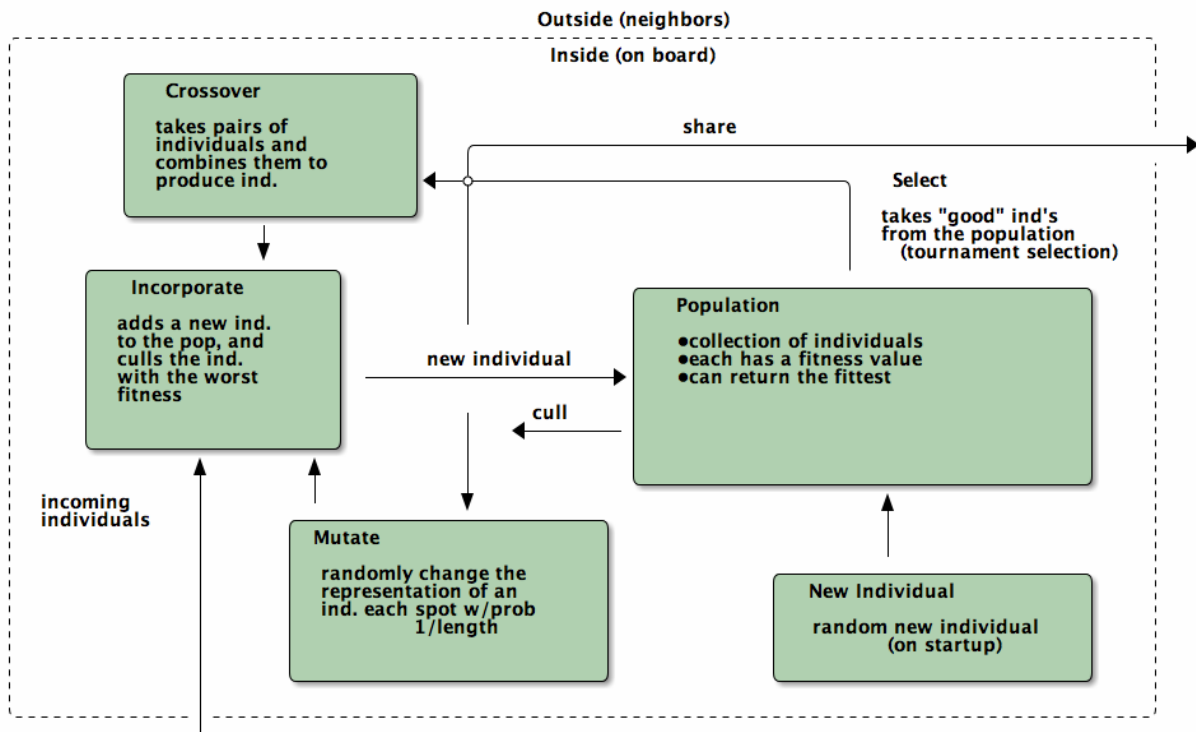 Outside (neighbors)
Inside (on board)
Crossover
takes pairs of
individuals and
combines them to
produce ind.
share
Select
takes "good" ind's
from the population
(tournament selection)
Incorporate
adds a new ind.
to the pop, and
culls the ind.
with the worst
fitness
new individual
cull
Population
●collection of individuals
●each has a fitness value
●can return the fittest
incoming
individuals
Mutate
randomly change the
representation of an
ind. each spot w/prob
1/length
New Individual
random new individual
(on startup)